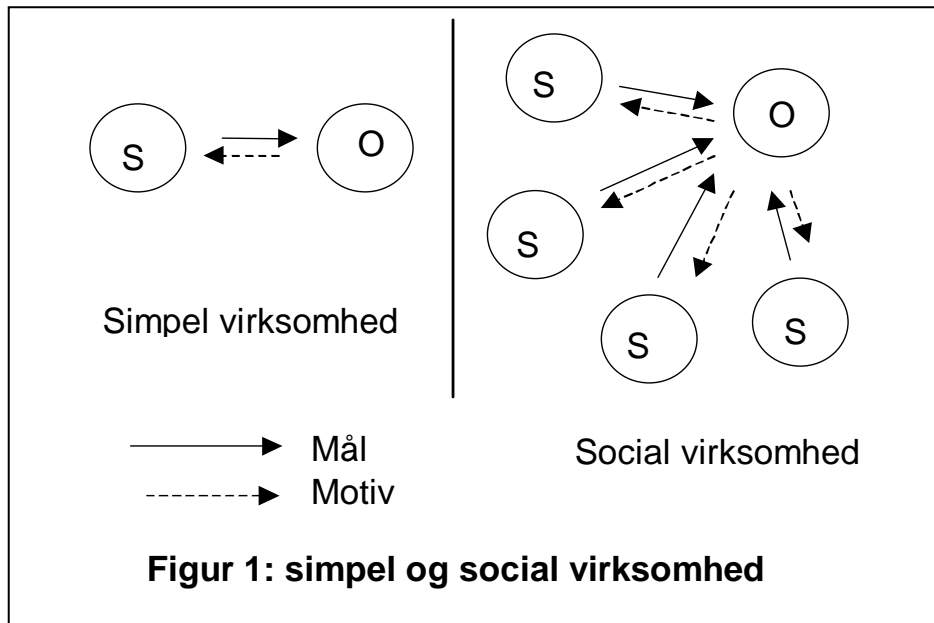 S
O
Simpel virksomhed
S
O
S
S
S
Social virksomhed
Mål
Motiv
Figur 1: simpel og social virksomhed